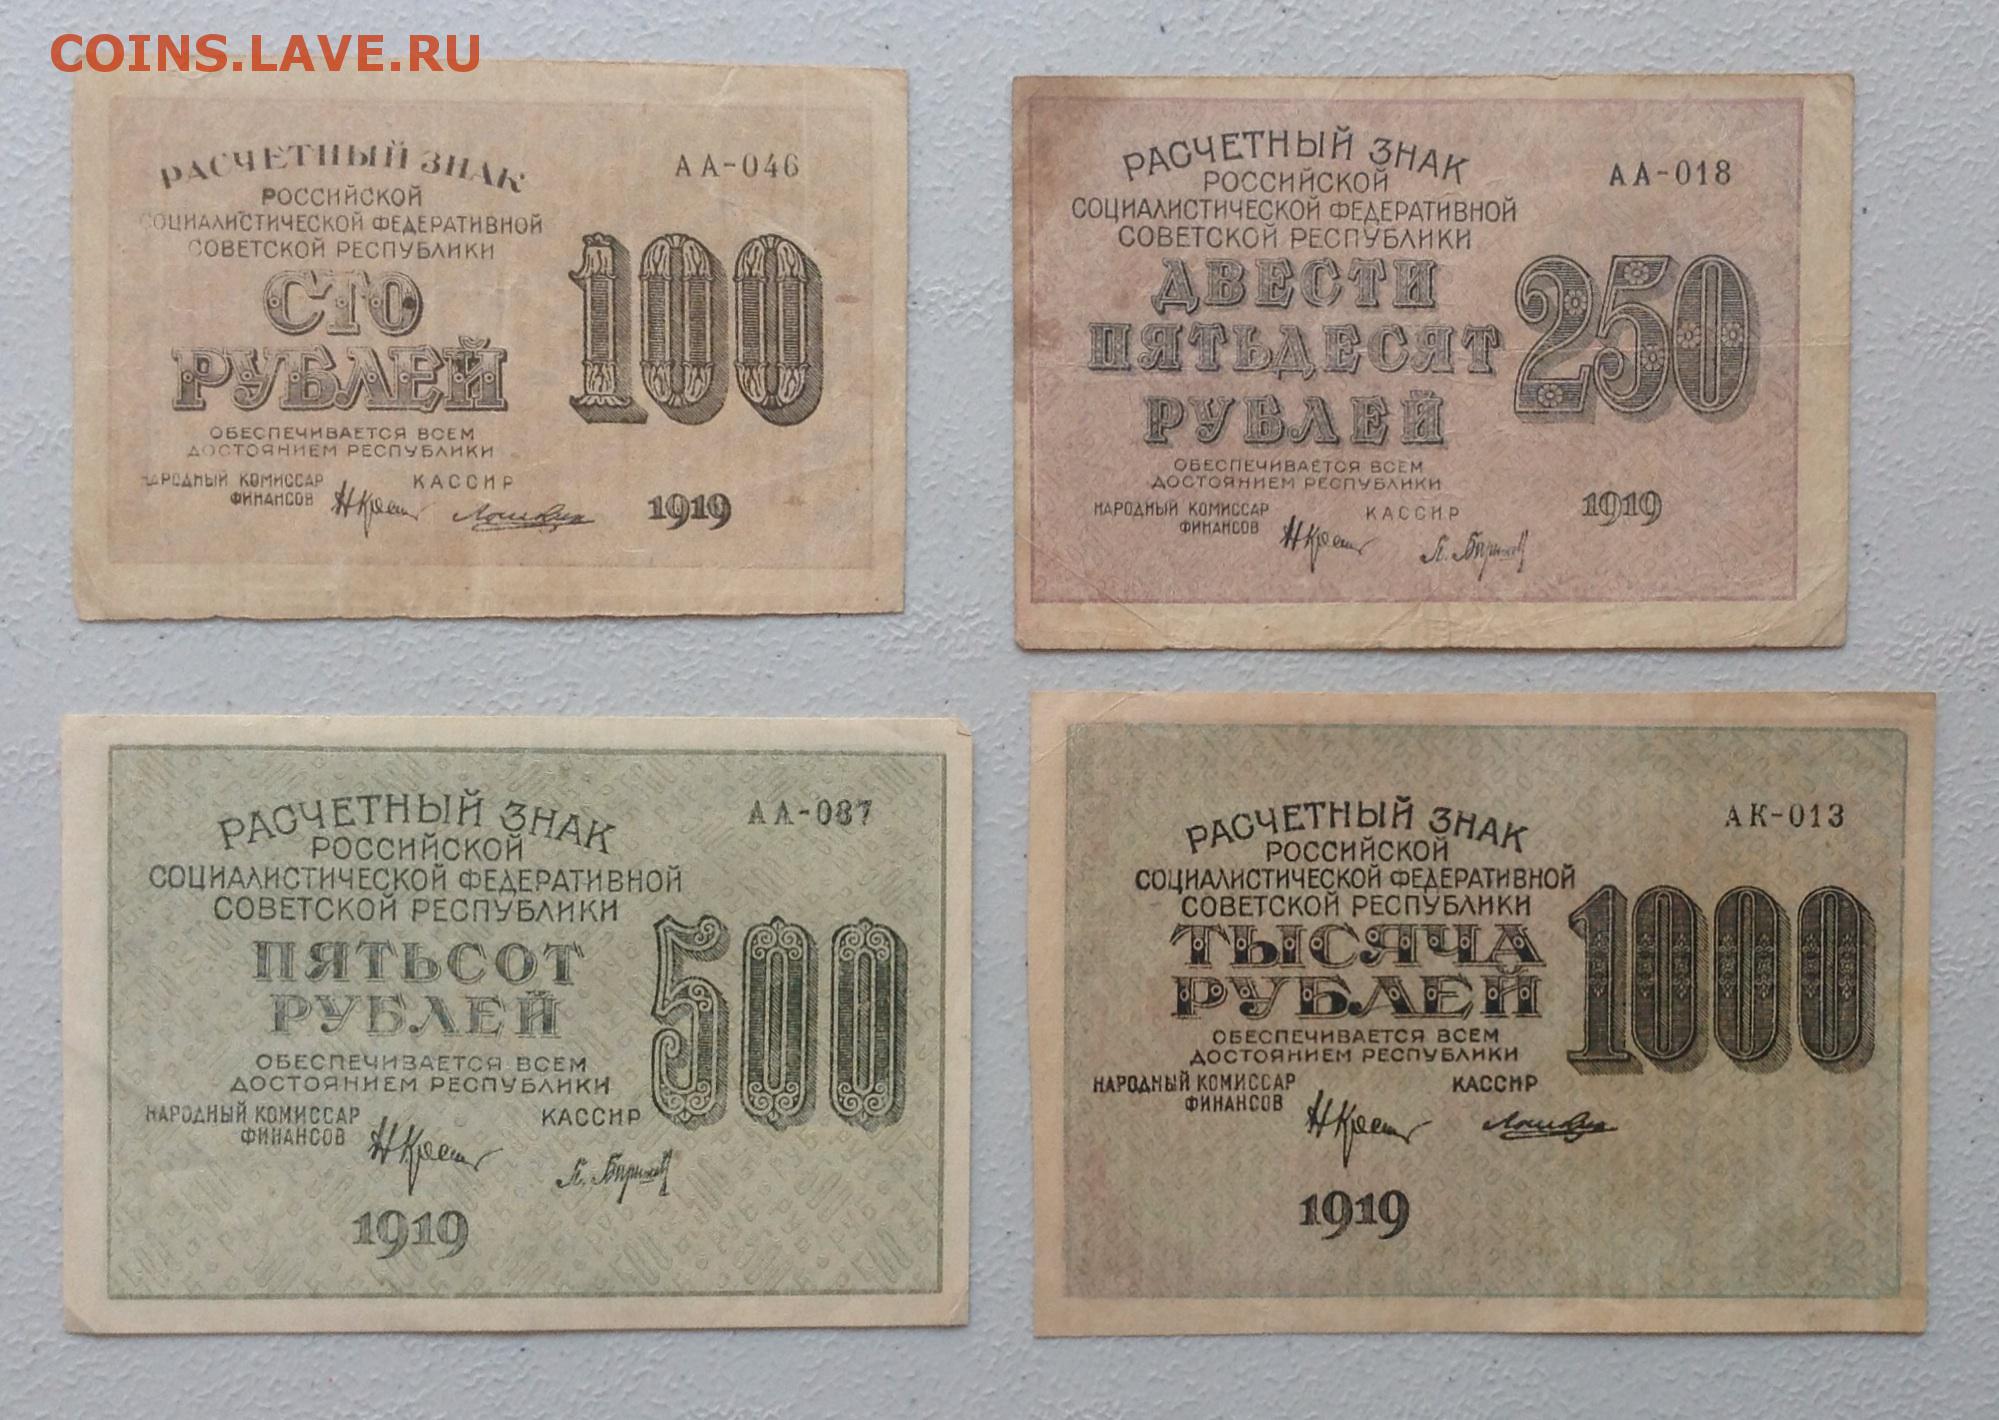 COINS.LAVE.RU
РАСЧЕТНЫЙ ЗНАК
АА-046
РОССИЙСКОЙ
СОЦИАЛИСТИЧЕСКОЙ ФЕДЕРАТИВНОЙ
СОВЕТСКОЙ РЕСПУБЛИКИ
СТО
РУБЛЕЙ
100
ОБЕСПЕЧИВАЕТСЯ ВСЕМ
ДОСТОЯНИЕМ РЕСПУБЛИКИ
НАРОДНЫЙ КОМИССАР
ФИНАНСОВ
КАССИР
1919
РАСЧЕТНЫЙ ЗНАК
АА-018
РОССИЙСКОЙ
СОЦИАЛИСТИЧЕСКОЙ ФЕДЕРАТИВНОЙ
СОВЕТСКОЙ РЕСПУБЛИКИ
ДВЕСТИ
ПЯТЬДЕСЯТ
РУБЛЕЙ
250
ОБЕСПЕЧИВАЕТСЯ ВСЕМ
ДОСТОЯНИЕМ РЕСПУБЛИКИ
НАРОДНЫЙ КОМИССАР
ФИНАНСОВ
КАССИР
1919
РАСЧЕТНЫЙ ЗНАК
АА-087
РОССИЙСКОЙ
СОЦИАЛИСТИЧЕСКОЙ ФЕДЕРАТИВНОЙ
СОВЕТСКОЙ РЕСПУБЛИКИ
ПЯТЬСОТ
РУБЛЕЙ
500
ОБЕСПЕЧИВАЕТСЯ ВСЕМ
ДОСТОЯНИЕМ РЕСПУБЛИКИ
НАРОДНЫЙ КОМИССАР
ФИНАНСОВ
КАССИР
1919
РАСЧЕТНЫЙ ЗНАК
АК-013
РОССИЙСКОЙ
СОЦИАЛИСТИЧЕСКОЙ ФЕДЕРАТИВНОЙ
СОВЕТСКОЙ РЕСПУБЛИКИ
ТЫСЯЧА
РУБЛЕЙ
1000
ОБЕСПЕЧИВАЕТСЯ ВСЕМ
ДОСТОЯНИЕМ РЕСПУБЛИКИ
НАРОДНЫЙ КОМИССАР
ФИНАНСОВ
КАССИР
1919